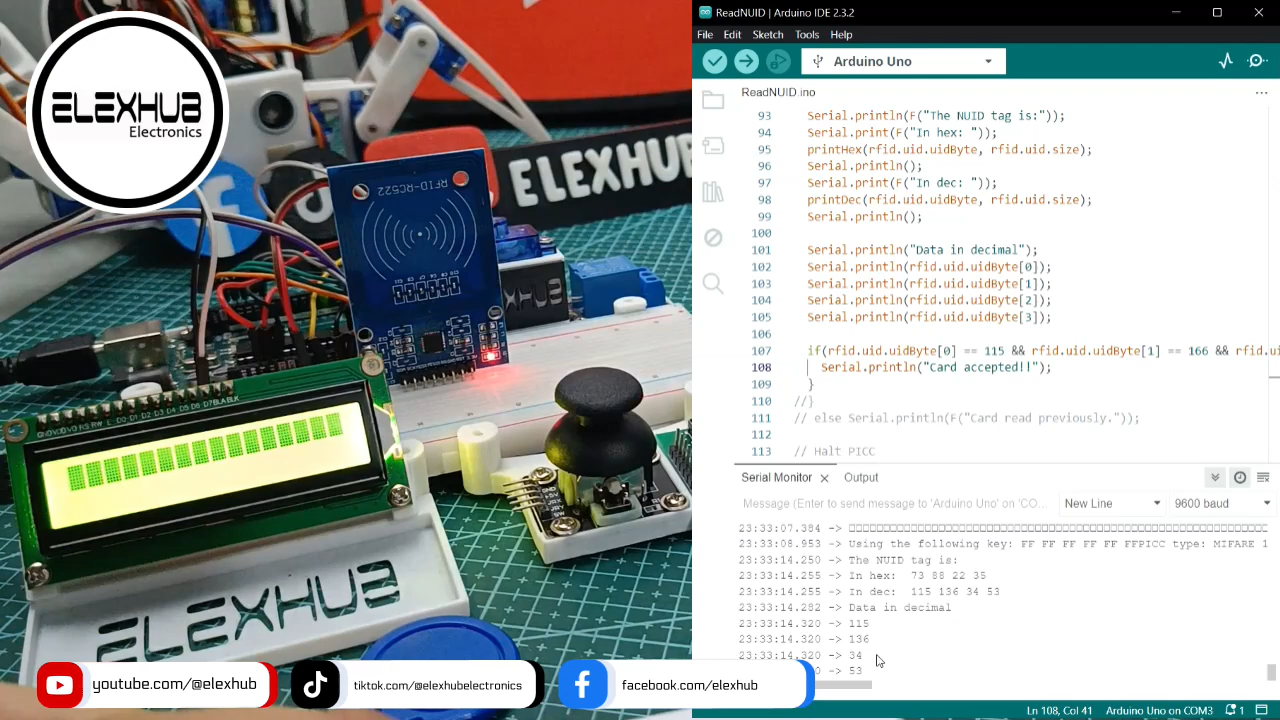 ELEXHUB
Electronics
RFID-RC522
ELEXHUB
ELEXHUB
ELEXHUB
youtube.com/@elexhub
tiktok.com/@elexhubelectronics
facebook.com/elexhub
ReadNUID | Arduino IDE 2.3.2
File Edit Sketch Tools Help
Arduino Uno
ReadNUID.ino
93 Serial.println(F("The NUID tag is:"));
94 Serial.print(F("In hex: "));
95 printHex(rfid.uid.uidByte, rfid.uid.size);
96 Serial.println();
97 Serial.print(F("In dec: "));
98 printDec(rfid.uid.uidByte, rfid.uid.size);
99 Serial.println();
100
101 Serial.println("Data in decimal");
102 Serial.println(rfid.uid.uidByte[0]);
103 Serial.println(rfid.uid.uidByte[1]);
104 Serial.println(rfid.uid.uidByte[2]);
105 Serial.println(rfid.uid.uidByte[3]);
106
107 if(rfid.uid.uidByte[0] == 115 && rfid.uid.uidByte[1] == 166 && rfid.u
108 Serial.println("Card accepted!!");
109 }
110 //}
111 // else Serial.println(F("Card read previously."));
112
113 // Halt PICC
Serial Monitor Output
Message (Enter to send message to 'Arduino Uno' on 'CO... New Line 9600 baud
23:33:07.384 ->
23:33:08.953 -> Using the following key: FF FF FF FF FF FFPICC type: MIFARE 1
23:33:14.250 -> The NUID tag is:
23:33:14.255 -> In hex: 73 88 22 35
23:33:14.255 -> In dec: 115 136 34 53
23:33:14.282 -> Data in decimal
23:33:14.320 -> 115
23:33:14.320 -> 136
23:33:14.320 -> 34
0 -> 53
Ln 108, Col 41 Arduino Uno on COM3 1